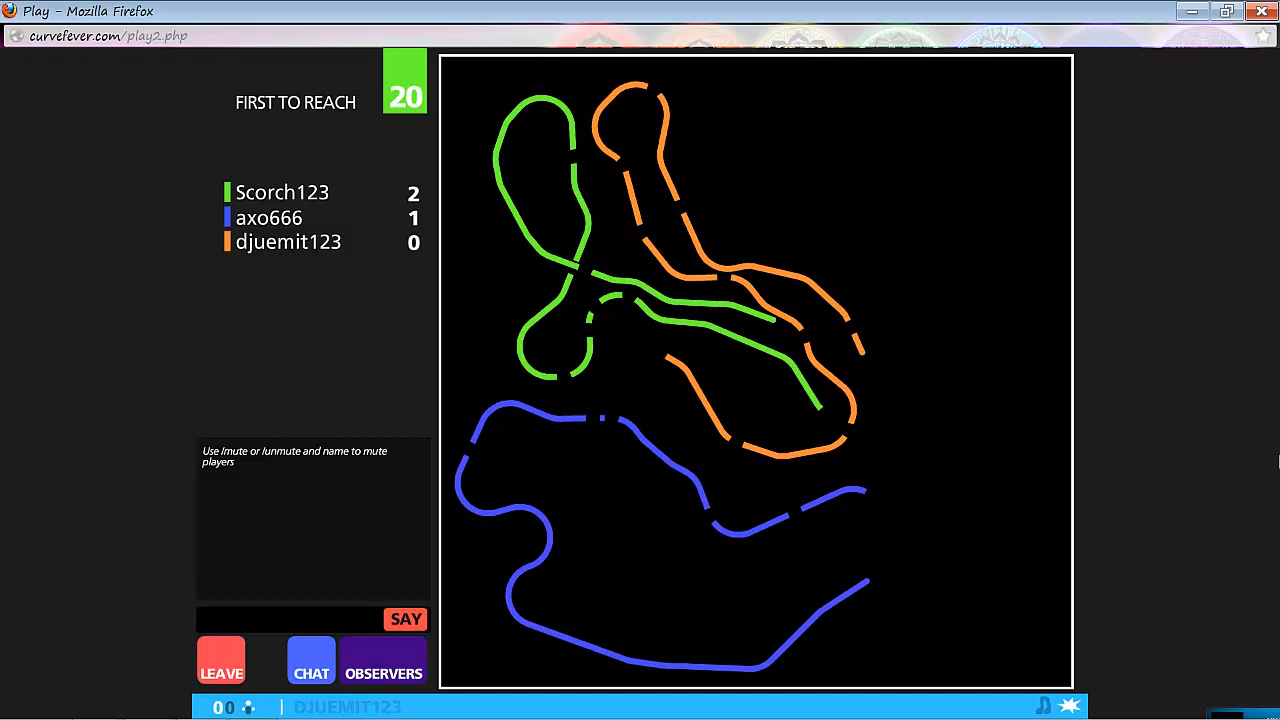 Play - Mozilla Firefox
curvefever.com/play2.php
FIRST TO REACH 20
Scorch123 2
axo666 1
djuemit123 0
Use /mute or /unmute and name to mute
players
SAY
LEAVE CHAT OBSERVERS
00 | DJUEMIT123